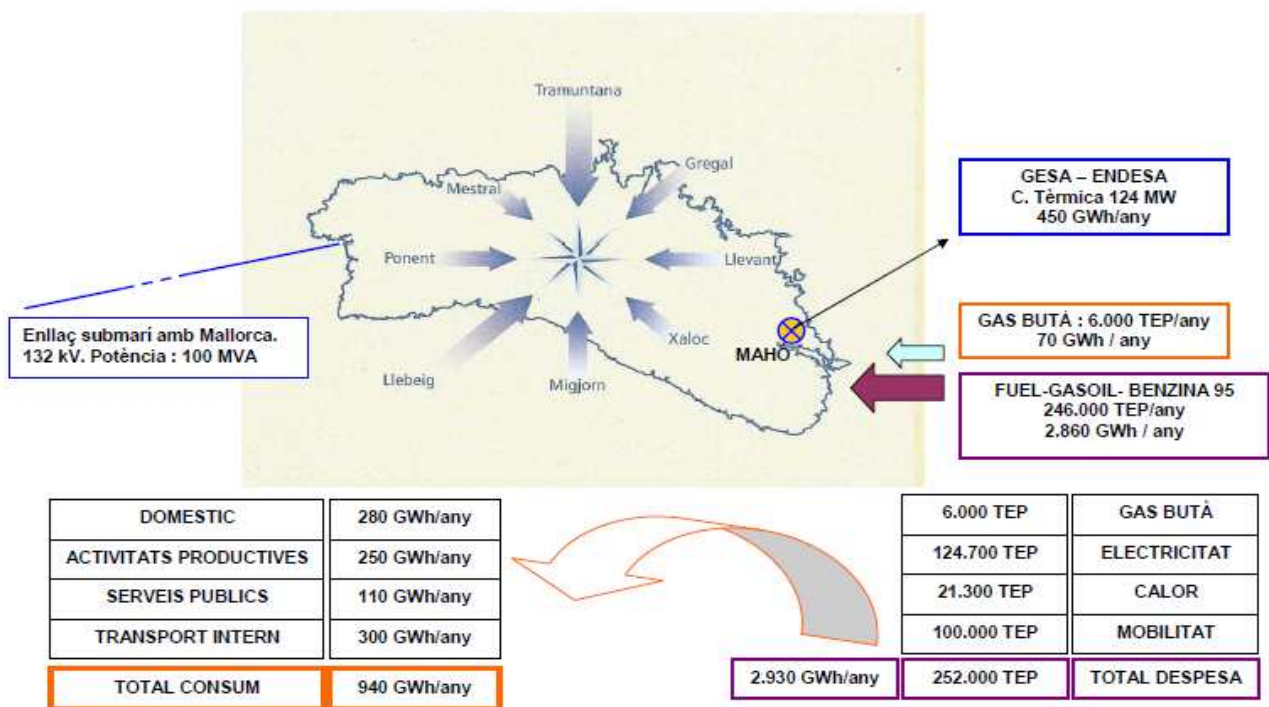 Tramuntana
Gregal
Mestral
Ponent
Llevant
Xaloc
Llebeig
Migjorn
MAHÓ
GESA – ENDESA
C. Tèrmica 124 MW
450 GWh/any
Enllaç submarí amb Mallorca.
132 kV. Potència : 100 MVA
GAS BUTÀ : 6.000 TEP/any
70 GWh / any
FUEL-GASOIL- BENZINA 95
246.000 TEP/any
2.860 GWh / any
DOMESTIC 280 GWh/any
ACTIVITATS PRODUCTIVES 250 GWh/any
SERVEIS PUBLICS 110 GWh/any
TRANSPORT INTERN 300 GWh/any
TOTAL CONSUM 940 GWh/any
6.000 TEP GAS BUTÀ
124.700 TEP ELECTRICITAT
21.300 TEP CALOR
100.000 TEP MOBILITAT
2.930 GWh/any 252.000 TEP TOTAL DESPESA